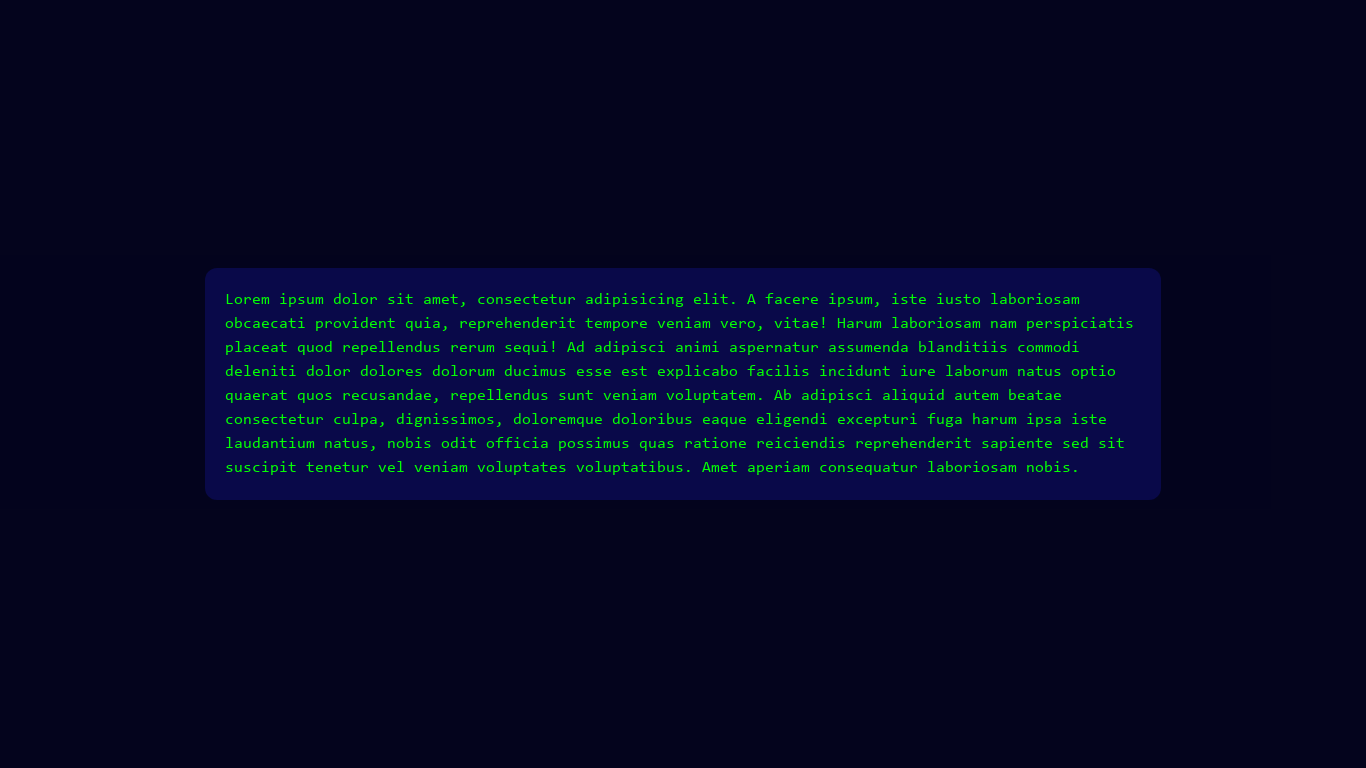 Lorem ipsum dolor sit amet, consectetur adipisicing elit. A facere ipsum, iste iusto laboriosam
obcaecati provident quia, reprehenderit tempore veniam vero, vitae! Harum laboriosam nam perspiciatis
placeat quod repellendus rerum sequi! Ad adipisci animi aspernatur assumenda blanditiis commodi
deleniti dolor dolores dolorum ducimus esse est explicabo facilis incidunt iure laborum natus optio
quaerat quos recusandae, repellendus sunt veniam voluptatem. Ab adipisci aliquid autem beatae
consectetur culpa, dignissimos, doloremque doloribus eaque eligendi excepturi fuga harum ipsa iste
laudantium natus, nobis odit officia possimus quas ratione reiciendis reprehenderit sapiente sed sit
suscipit tenetur vel veniam voluptates voluptatibus. Amet aperiam consequatur laboriosam nobis.